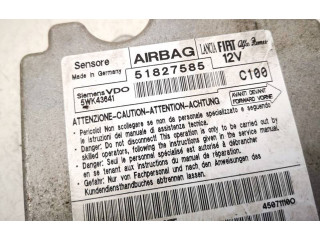 Sensore AIRBAG LANCIA FIAT Alfa Romeo
Made in Germany 51827585 12V
Siemens VDO C100
5WK43641
ATTENZIONE-CAUTION-ATTENTION-ACHTUNG
AVANTI DEVANT
FORWARD VORNE
- Pericolo! Non scollegare se non da personale specializzato e seguendo
le istruzioni del manuale di assistenza tecnica.
- Danger: Do not disconnect! This operation is only to be carried out by
skilled operators, following the instructions given in the service manual.
- Danger: Seul le personnel spécialisé est autorisé à débrancher
en se tenant aux instructions du manuel de réparation.
- Gefahr: Nur von Fachpersonal und nach den Anweisungen des
Kundendiensthandbuches abtrennen lassen.
450711100